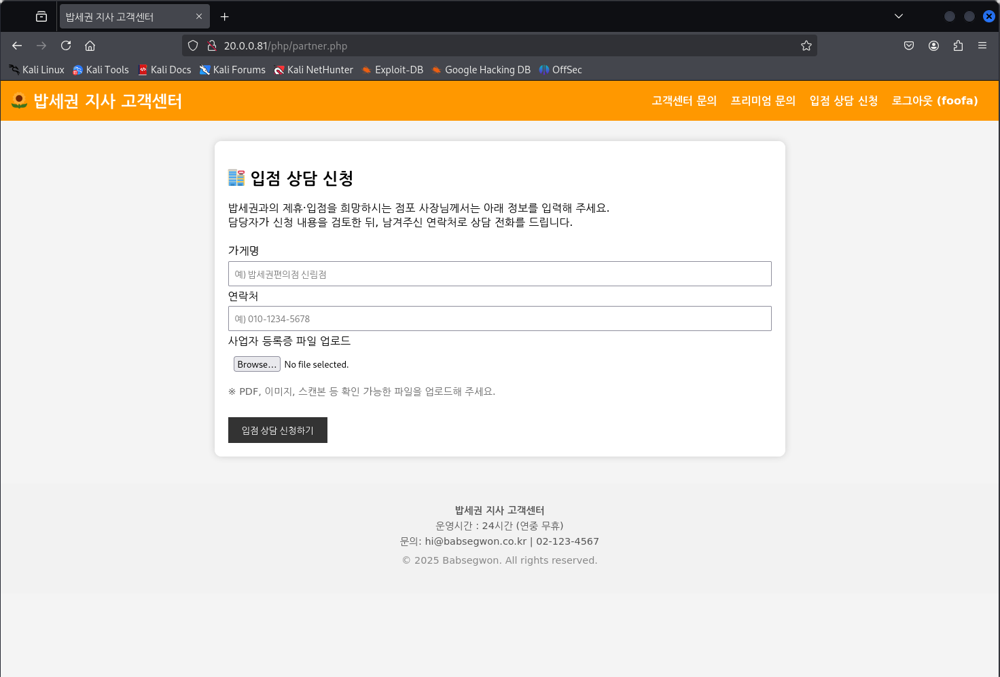 밥세권 지사 고객센터
20.0.0.81/php/partner.php
Kali Linux Kali Tools Kali Docs Kali Forums Kali NetHunter Exploit-DB Google Hacking DB OffSec
밥세권 지사 고객센터 고객센터 문의 프리미엄 문의 입점 상담 신청 로그아웃 (foofa)
입점 상담 신청
밥세권과의 제휴·입점을 희망하시는 점포 사장님께서는 아래 정보를 입력해 주세요.
담당자가 신청 내용을 검토한 뒤, 남겨주신 연락처로 상담 전화를 드립니다.
가게명
예) 밥세권편의점 신림점
연락처
예) 010-1234-5678
사업자 등록증 파일 업로드
Browse... No file selected.
※ PDF, 이미지, 스캔본 등 확인 가능한 파일을 업로드해 주세요.
입점 상담 신청하기
밥세권 지사 고객센터
운영시간 : 24시간 (연중 무휴)
문의: hi@babsegwon.co.kr | 02-123-4567
© 2025 Babsegwon. All rights reserved.